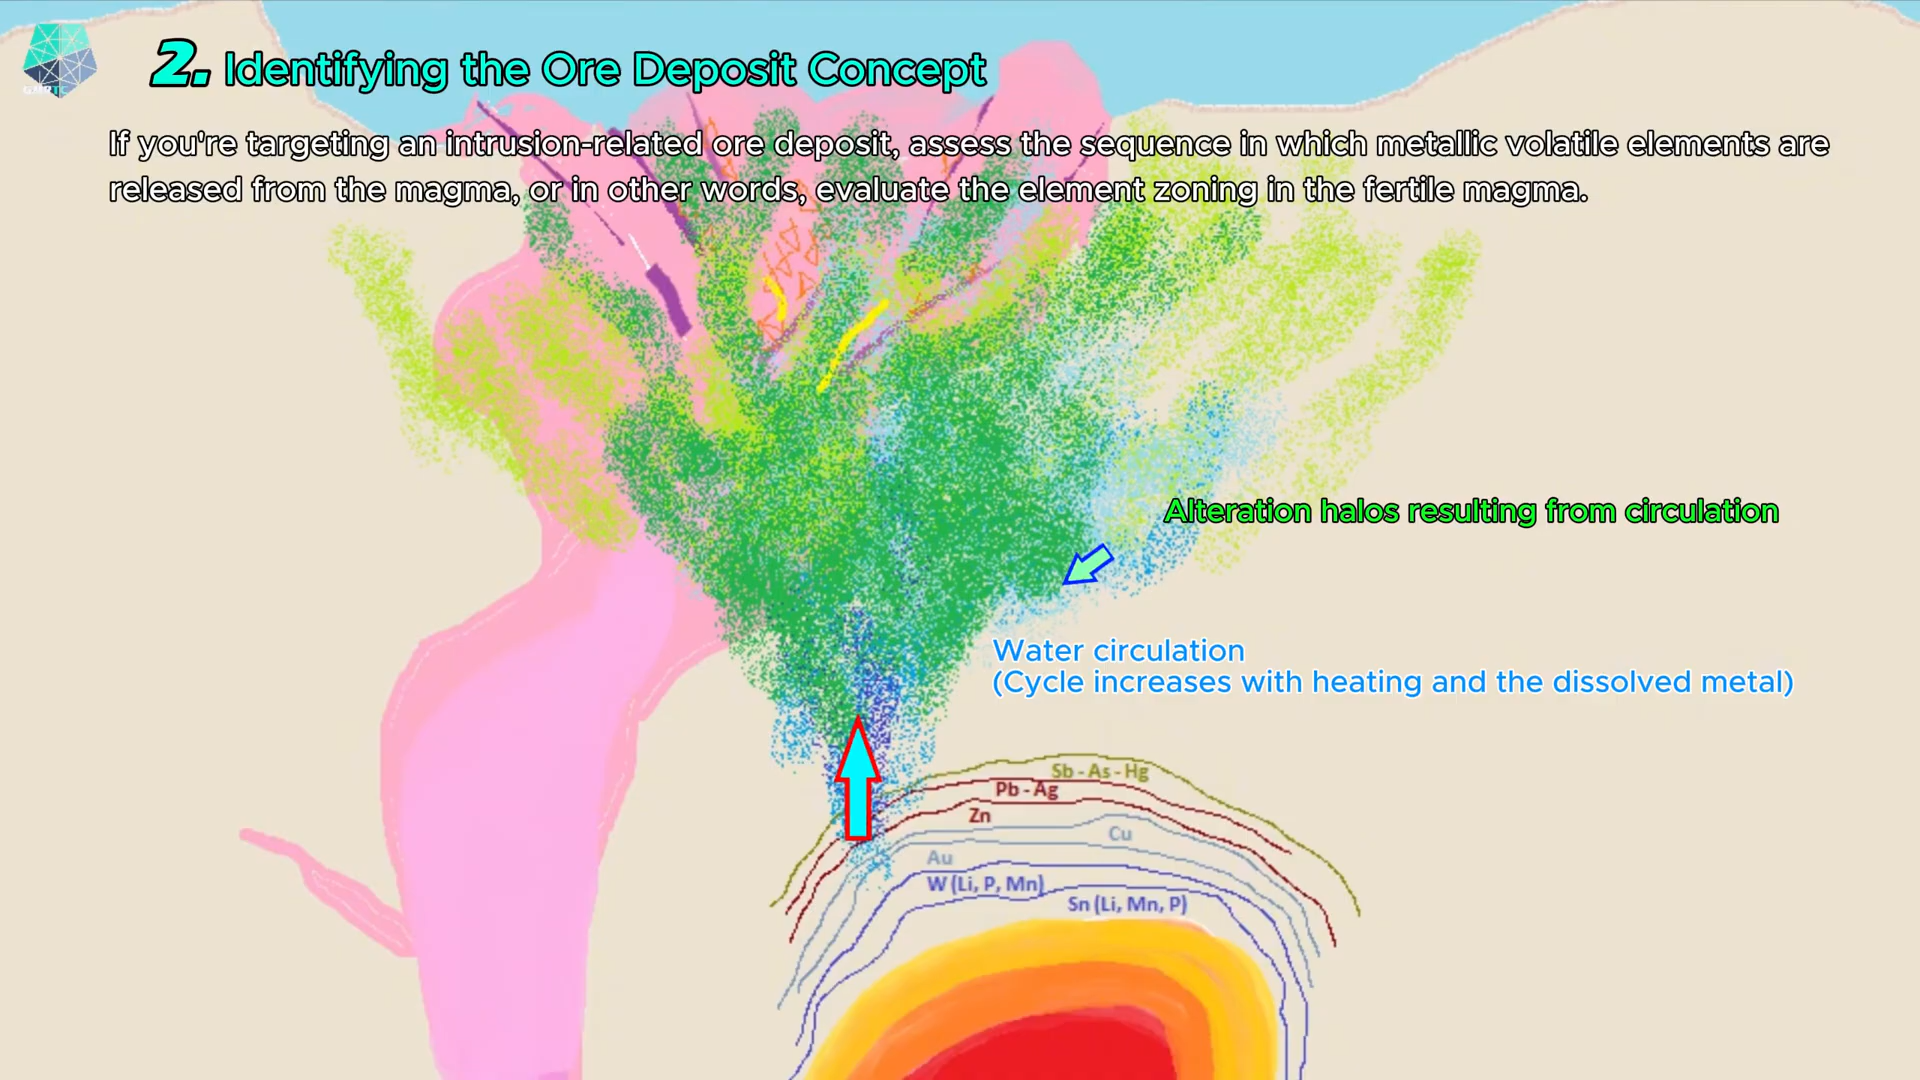 2. Identifying the Ore Deposit Concept
If you're targeting an intrusion-related ore deposit, assess the sequence in which metallic volatile elements are
released from the magma, or in other words, evaluate the element zoning in the fertile magma.
Alteration halos resulting from circulation
Water circulation
(Cycle increases with heating and the dissolved metal)
Sb - As - Hg
Pb - Ag
Zn
Cu
Au
W (Li, P, Mn)
Sn (Li, Mn, P)